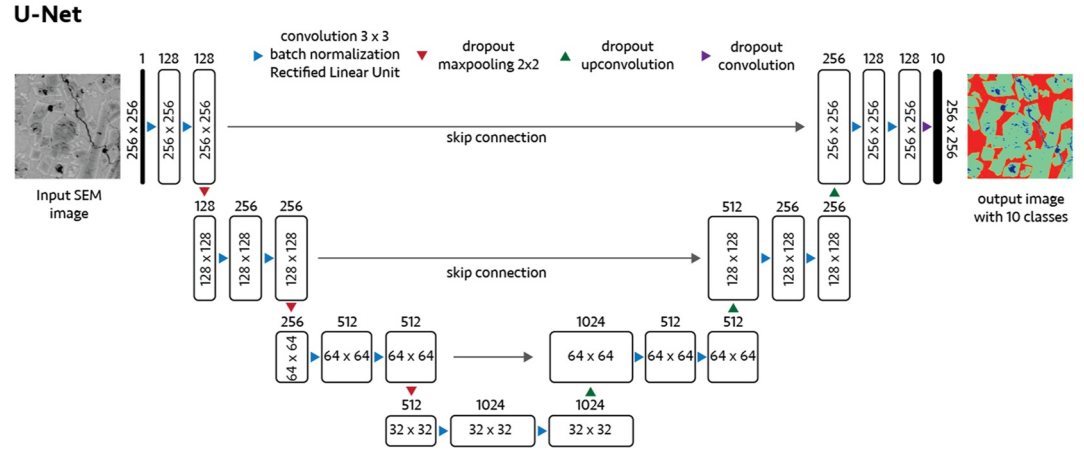 U-Net
convolution 3 x 3
batch normalization
Rectified Linear Unit
dropout
maxpooling 2x2
dropout
upconvolution
dropout
convolution
1
128
128
256
128
128
10
256 x 256
256 x 256
256 x 256
256 x 256
256 x 256
256 x 256
256 x 256
skip connection
Input SEM
image
output image
with 10 classes
128
256
256
512
256
256
128 x 128
128 x 128
128 x 128
128 x 128
128 x 128
128 x 128
skip connection
256
512
512
1024
512
512
64 x 64
64 x 64
64 x 64
64 x 64
64 x 64
64 x 64
512
1024
1024
32 x 32
32 x 32
32 x 32